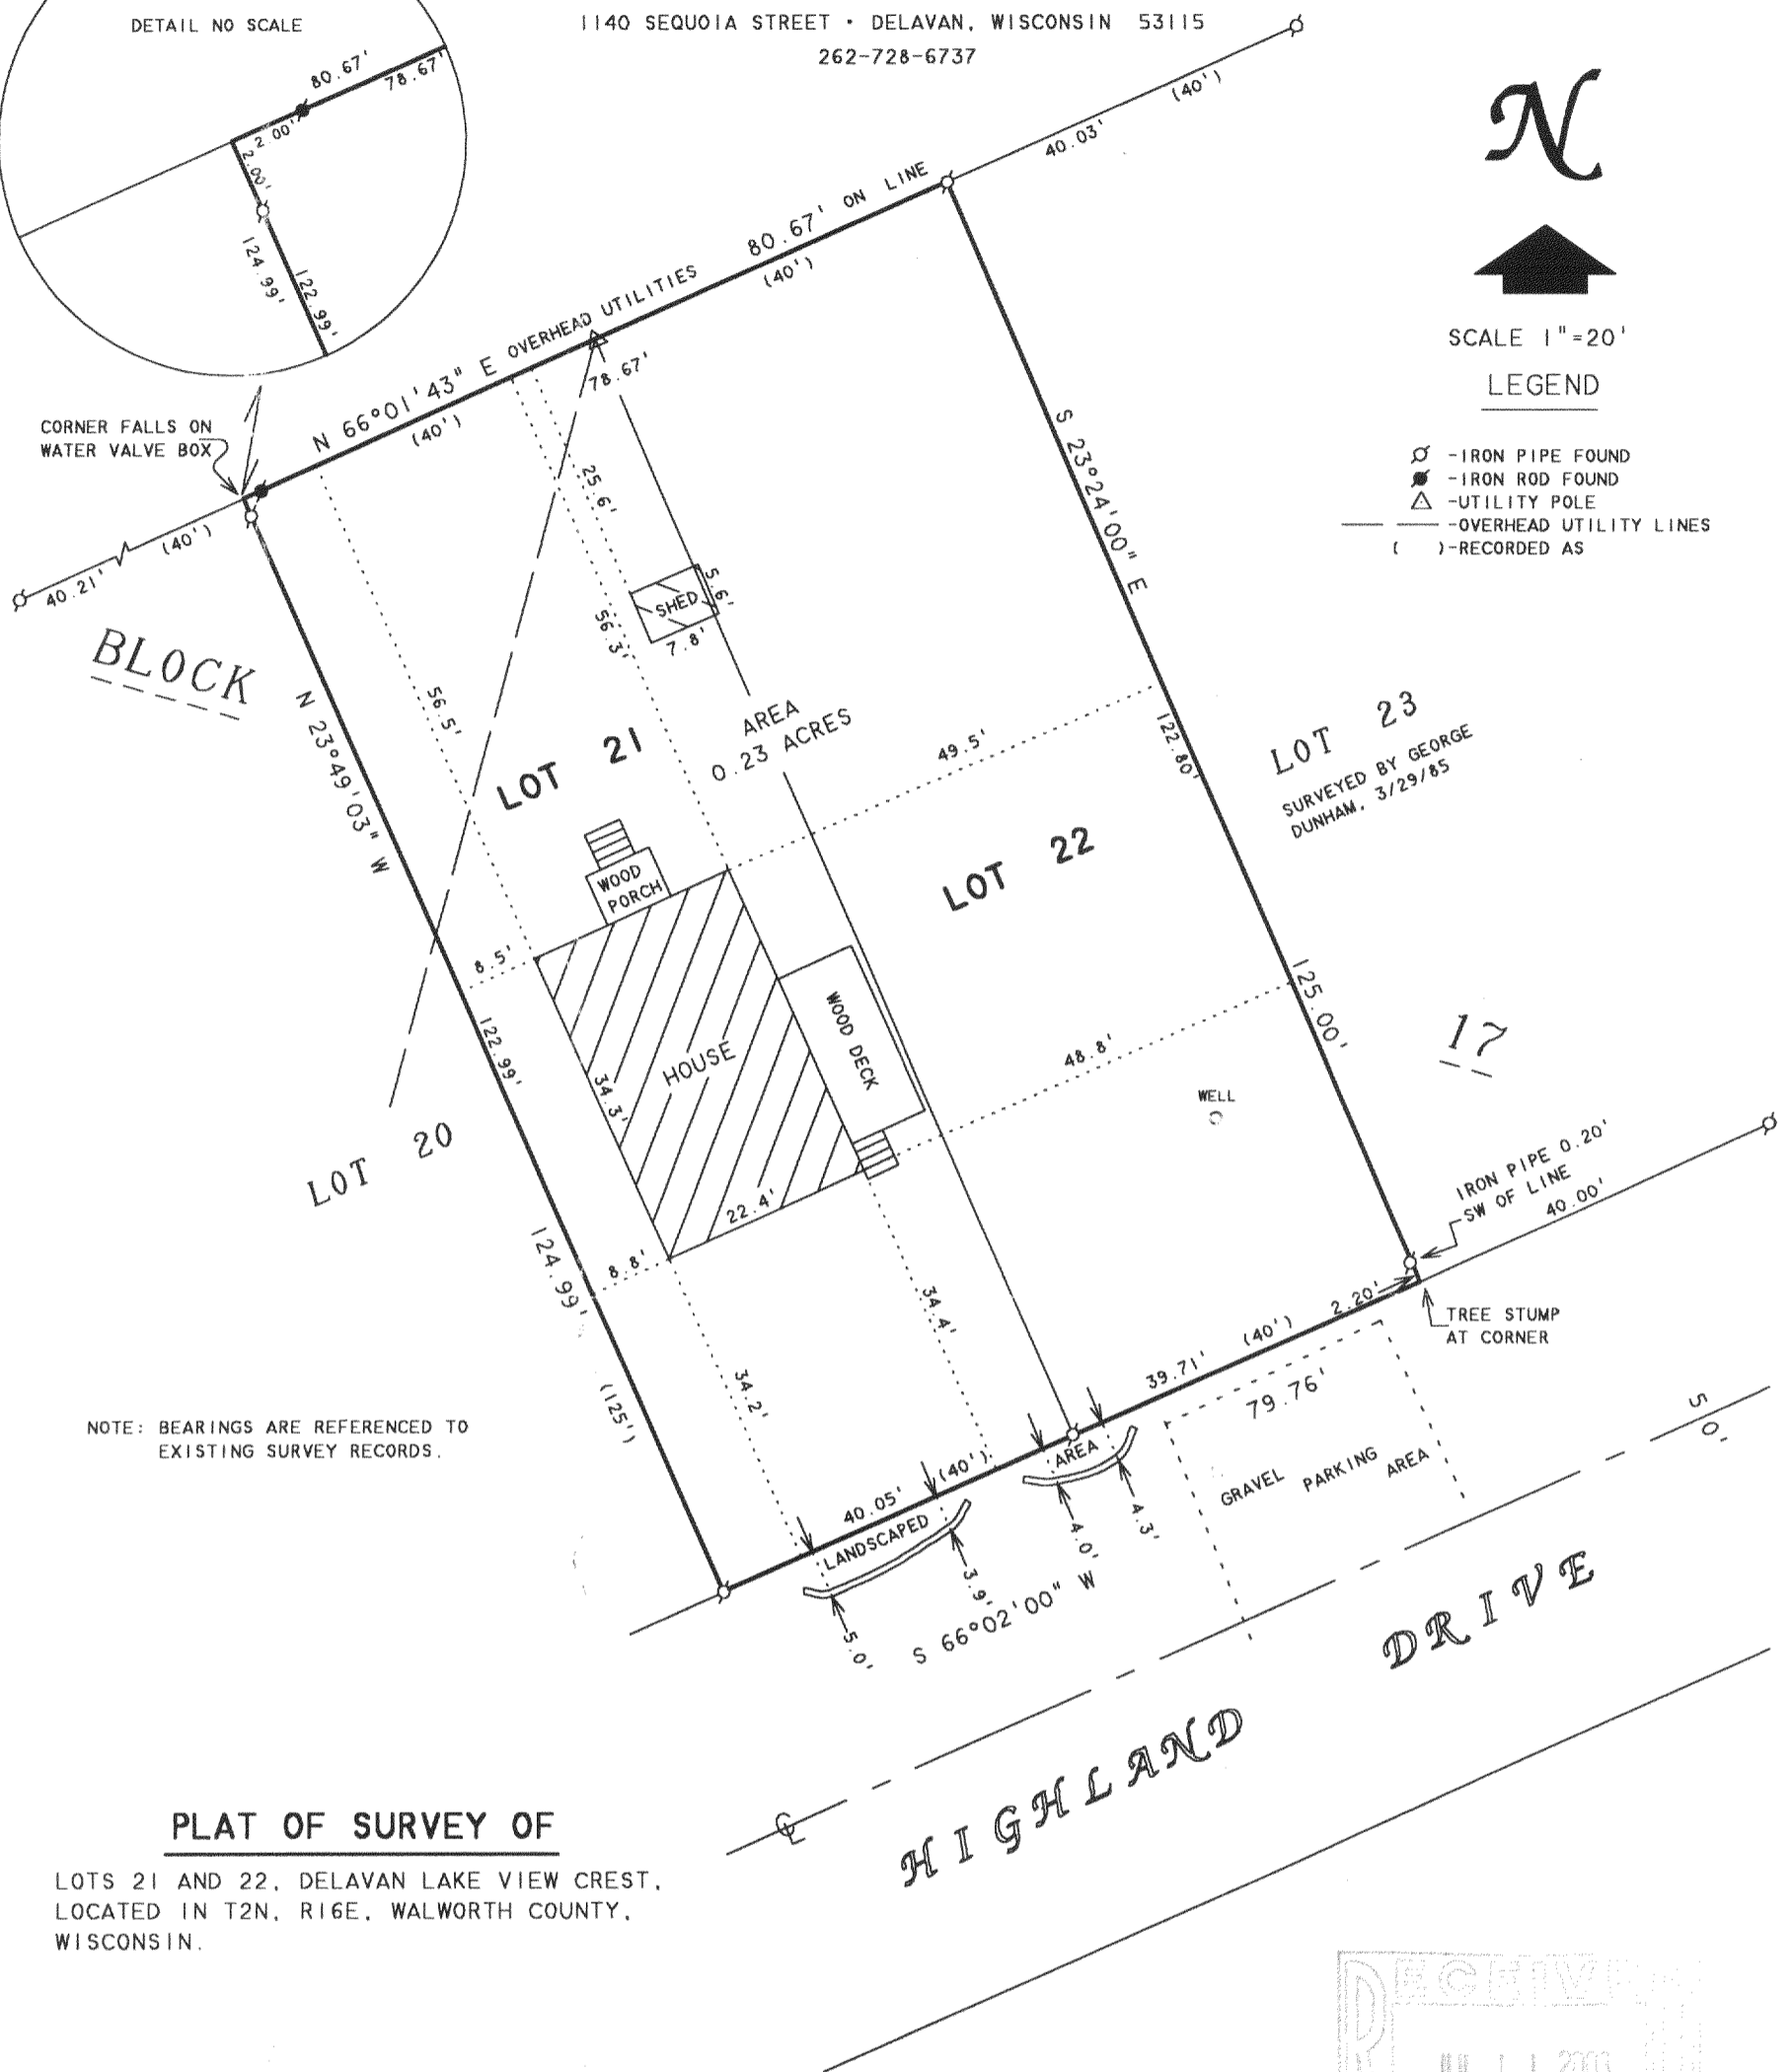 DETAIL NO SCALE
1140 SEQUOIA STREET • DELAVAN, WISCONSIN 53115
262-728-6737
80.67'
78.67'
2.00'
2.00'
124.99'
122.99'
(40')
40.03'
N
SCALE 1"=20'
LEGEND
-IRON PIPE FOUND
-IRON ROD FOUND
-UTILITY POLE
-OVERHEAD UTILITY LINES
( )-RECORDED AS
CORNER FALLS ON
WATER VALVE BOX
N 66°01'43" E OVERHEAD UTILITIES 80.67' ON LINE
(40')
(40')
78.67'
(40')
40.21'
BLOCK
N 23°49'03" W
56.5'
25.6'
56.3'
SHED
5.6'
7.8'
S 23°24'00" E
122.80'
125.00'
LOT 21
AREA
0.23 ACRES
49.5'
LOT 22
LOT 23
SURVEYED BY GEORGE
DUNHAM, 3/29/85
WOOD
PORCH
8.5'
122.99'
HOUSE
34.3'
22.4'
WOOD DECK
48.8'
WELL
17
LOT 20
124.99'
(125')
8.8'
34.2'
34.4'
IRON PIPE 0.20'
SW OF LINE
40.00'
2.20'
TREE STUMP
AT CORNER
39.71'
(40')
79.76'
GRAVEL PARKING AREA
50'
40.05'
(40')
LANDSCAPED
AREA
5.0'
3.9'
4.0'
4.3'
S 66°02'00" W
NOTE: BEARINGS ARE REFERENCED TO
EXISTING SURVEY RECORDS.
HIGHLAND DRIVE
PLAT OF SURVEY OF
LOTS 21 AND 22, DELAVAN LAKE VIEW CREST,
LOCATED IN T2N, R16E, WALWORTH COUNTY,
WISCONSIN.